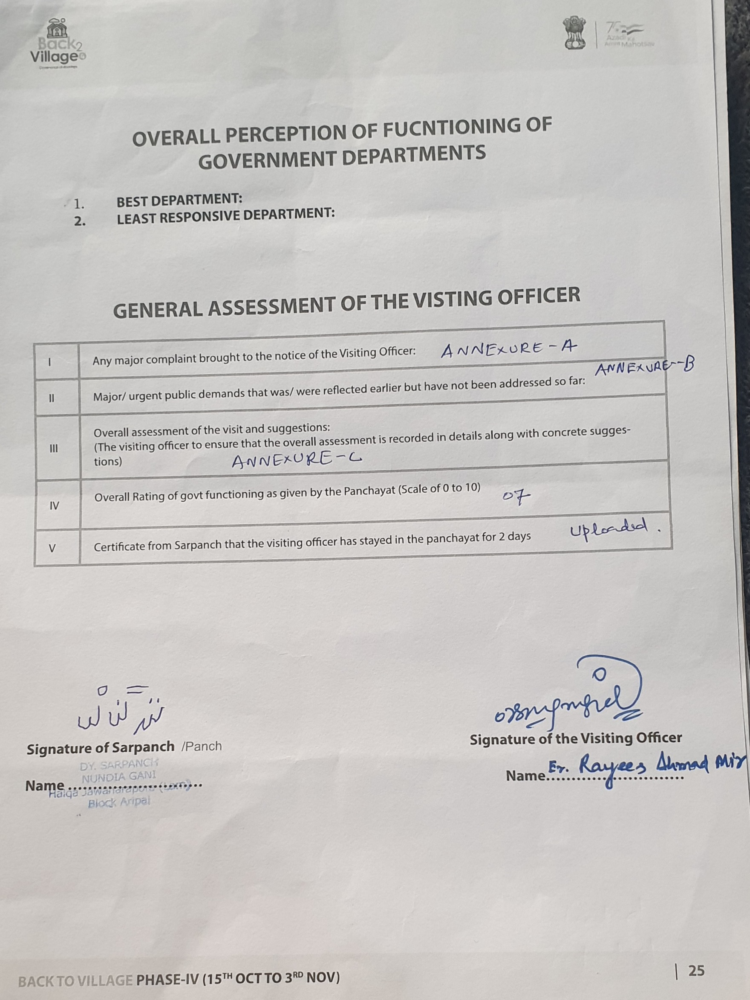 Back2
Village
75
Azadi Ka
Amrit Mahotsav
OVERALL PERCEPTION OF FUCNTIONING OF
GOVERNMENT DEPARTMENTS
1. BEST DEPARTMENT:
2. LEAST RESPONSIVE DEPARTMENT:
GENERAL ASSESSMENT OF THE VISTING OFFICER
I Any major complaint brought to the notice of the Visiting Officer: ANNEXURE-A
II Major/ urgent public demands that was/ were reflected earlier but have not been addressed so far: ANNEXURE--B
III Overall assessment of the visit and suggestions:
(The visiting officer to ensure that the overall assessment is recorded in details along with concrete sugges-
tions) ANNEXURE-C
IV Overall Rating of govt functioning as given by the Panchayat (Scale of 0 to 10) 07
V Certificate from Sarpanch that the visiting officer has stayed in the panchayat for 2 days Uploaded.
Signature of Sarpanch /Panch
DY. SARPANCH
NUNDIA GANI
Name...........................
Halqa Jawaharapora (Lam)
Block Aripal
Signature of the Visiting Officer
Name.............................. Er. Rayees Ahmad Mir
BACK TO VILLAGE PHASE-IV (15TH OCT TO 3RD NOV)
| 25